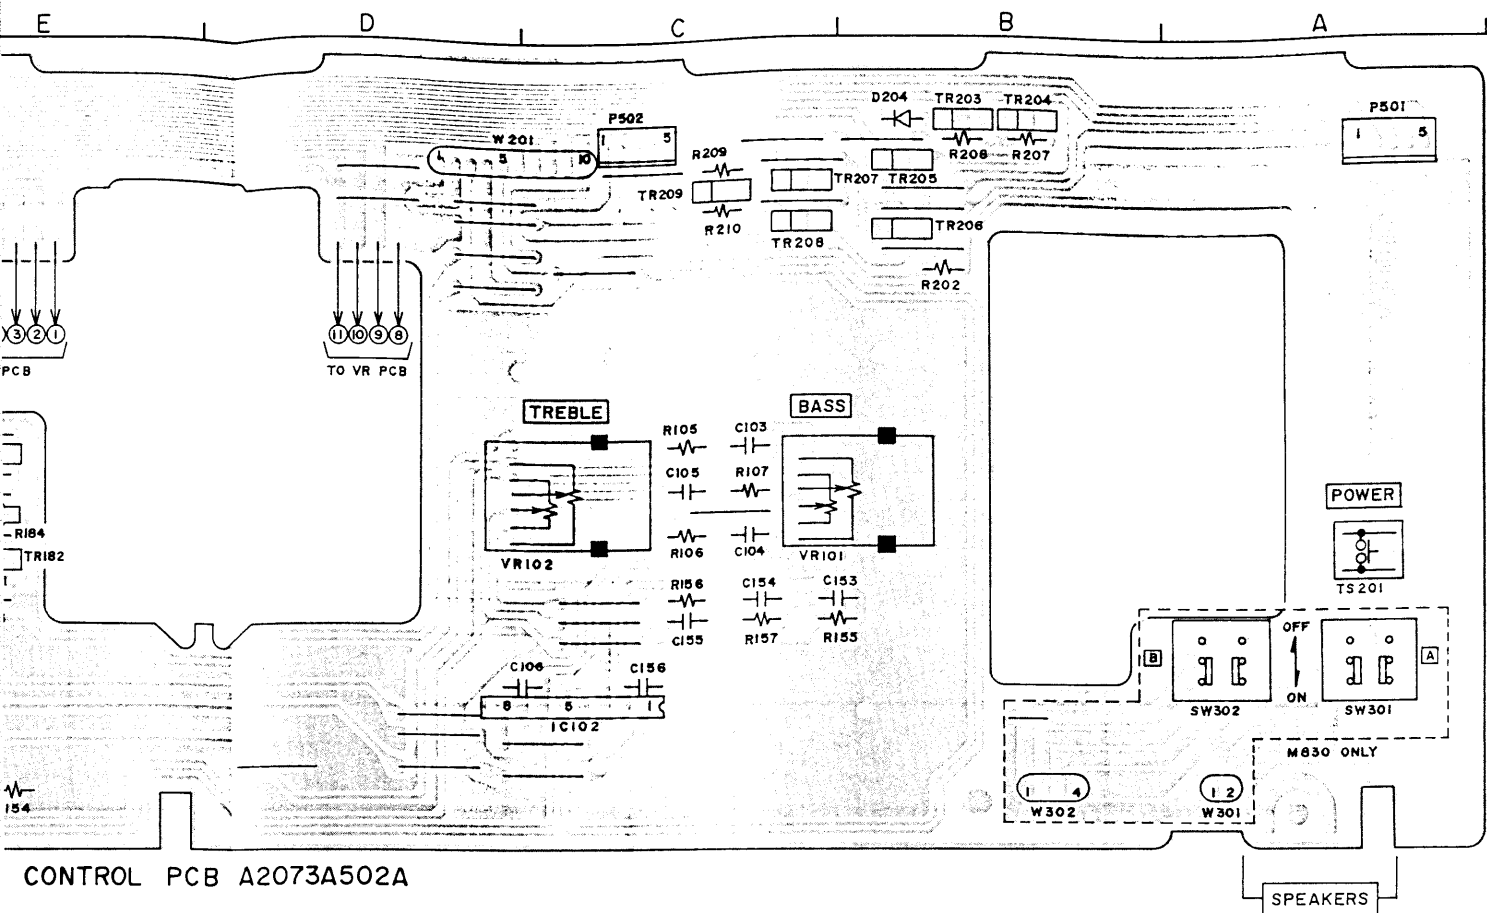 E D C B A
D204 TR203 TR204 P501
P502
1 5
1 5
W201
5 10
R209 R208 R207
TR209 TR207 TR205
R210 TR208 TR206
R202
3 2 1
11 10 9 8
PCB
TO VR PCB
TREBLE BASS
R105 C103
C105 R107
R106 C104
VR102 VR101
POWER
TS201
R184
TR182
R156 C154 C153
C155 R157 R155
OFF
B A
ON
SW302 SW301
C106 C156
8 5 1
IC102
M830 ONLY
154
1 4 1 2
W302 W301
CONTROL PCB A2073A502A
SPEAKERS